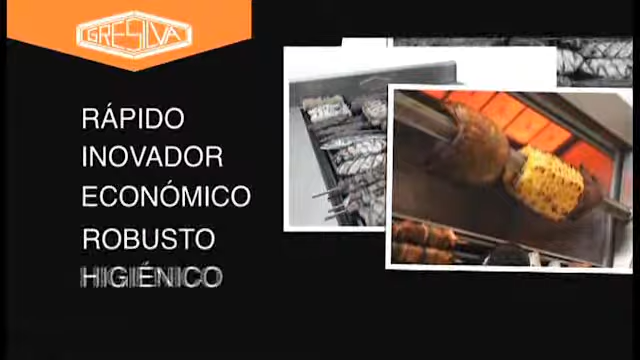 GRESILVA
RÁPIDO
INOVADOR
ECONÓMICO
ROBUSTO
HIGIÉNICO